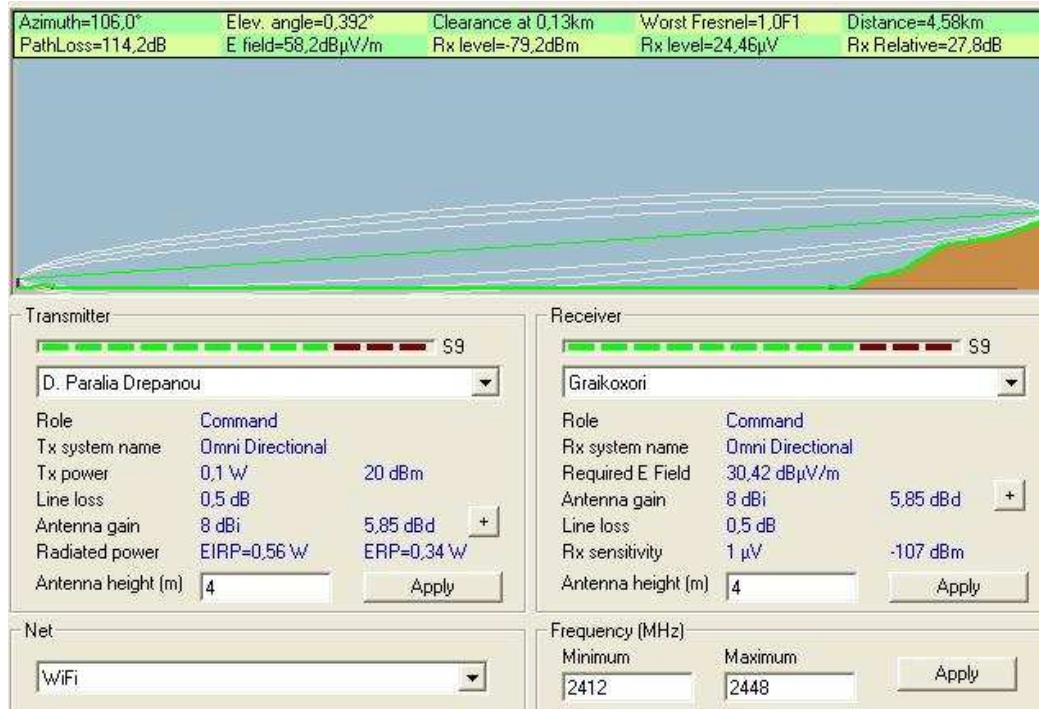 Azimuth=106,0° Elev. angle=0,392° Clearance at 0,13km Worst Fresnel=1,0F1 Distance=4,58km
PathLoss=114,2dB E field=58,2dBµV/m Rx level=-79,2dBm Rx level=24,46µV Rx Relative=27,8dB
Transmitter
S9
D. Paralia Drepanou
Role Command
Tx system name Omni Directional
Tx power 0,1 W 20 dBm
Line loss 0,5 dB
Antenna gain 8 dBi 5,85 dBd +
Radiated power EIRP=0,56 W ERP=0,34 W
Antenna height (m) 4 Apply
Receiver
S9
Graikoxori
Role Command
Rx system name Omni Directional
Required E Field 30,42 dBµV/m
Antenna gain 8 dBi 5,85 dBd +
Line loss 0,5 dB
Rx sensitivity 1 µV -107 dBm
Antenna height (m) 4 Apply
Net
WiFi
Frequency (MHz)
Minimum Maximum
2412 2448 Apply